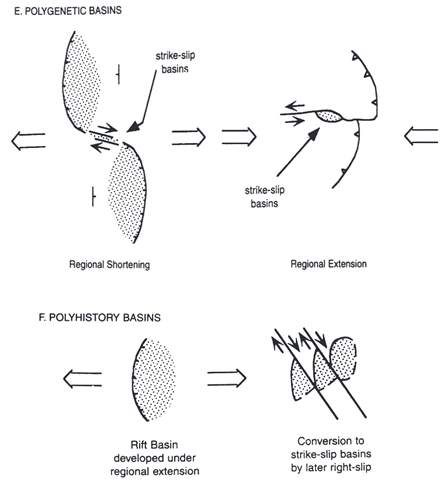 E. POLYGENETIC BASINS
strike-slip
basins
strike-slip
basins
Regional Shortening
Regional Extension
F. POLYHISTORY BASINS
Rift Basin
developed under
regional extension
Conversion to
strike-slip basins
by later right-slip